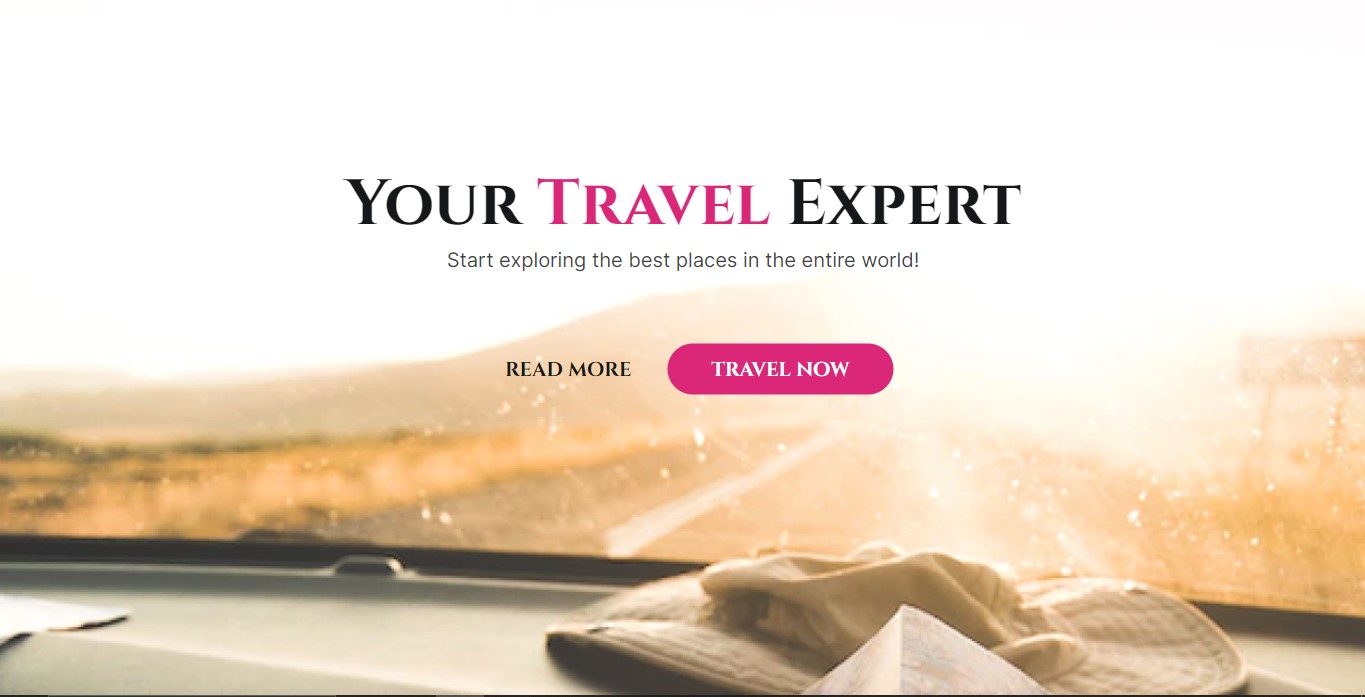 Your Travel Expert
Start exploring the best places in the entire world!
READ MORE
TRAVEL NOW